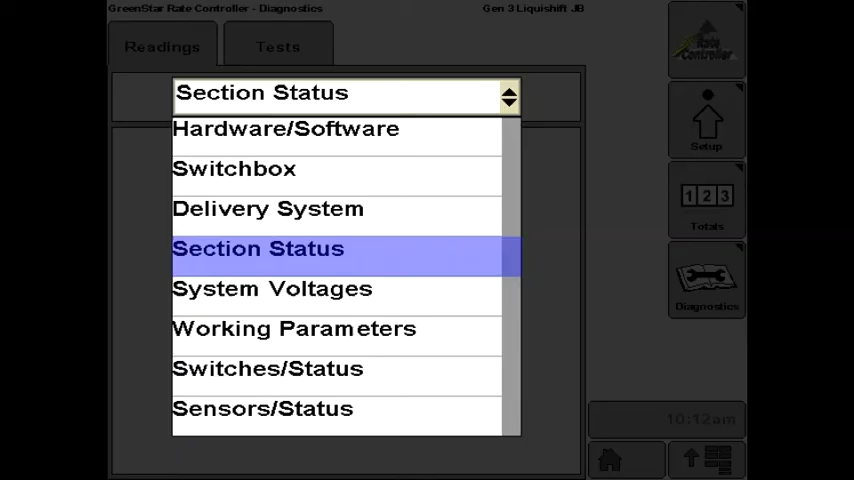 GreenStar Rate Controller - Diagnostics
Gen 3 Liquishift JB
Readings
Tests
Section Status
Hardware/Software
Switchbox
Delivery System
Section Status
System Voltages
Working Parameters
Switches/Status
Sensors/Status
Rate
Controller
Setup
1 2 3
Totals
Diagnostics
10:12am